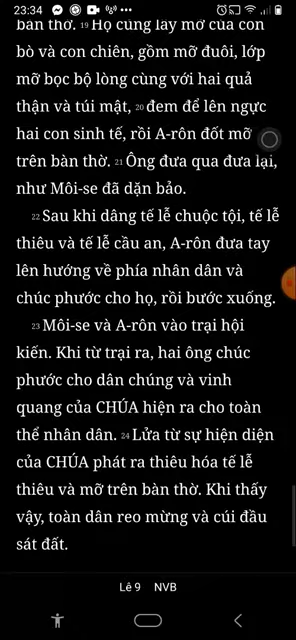 23:34
bàn thờ. 19 Họ cũng lấy mỡ của con
bò và con chiên, gồm mỡ đuôi, lớp
mỡ bọc bộ lòng cùng với hai quả
thận và túi mật, 20 đem để lên ngực
hai con sinh tế, rồi A-rôn đốt mỡ
trên bàn thờ. 21 Ông đưa qua đưa lại,
như Môi-se đã dặn bảo.
22 Sau khi dâng tế lễ chuộc tội, tế lễ
thiêu và tế lễ cầu an, A-rôn đưa tay
lên hướng về phía nhân dân và
chúc phước cho họ, rồi bước xuống.
23 Môi-se và A-rôn vào trại hội
kiến. Khi từ trại ra, hai ông chúc
phước cho dân chúng và vinh
quang của CHÚA hiện ra cho toàn
thể nhân dân. 24 Lửa từ sự hiện diện
của CHÚA phát ra thiêu hóa tế lễ
thiêu và mỡ trên bàn thờ. Khi thấy
vậy, toàn dân reo mừng và cúi đầu
sát đất.
Lê 9 NVB